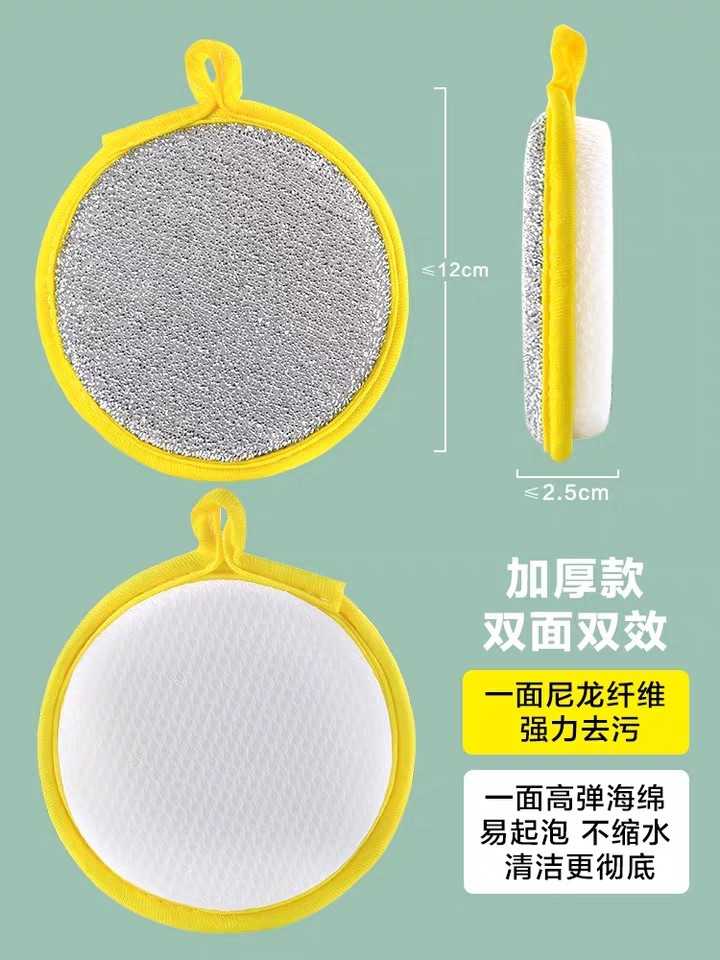 ≤12cm
≤2.5cm
加厚款
双面双效
一面尼龙纤维
强力去污
一面高弹海绵
易起泡 不缩水
清洁更彻底